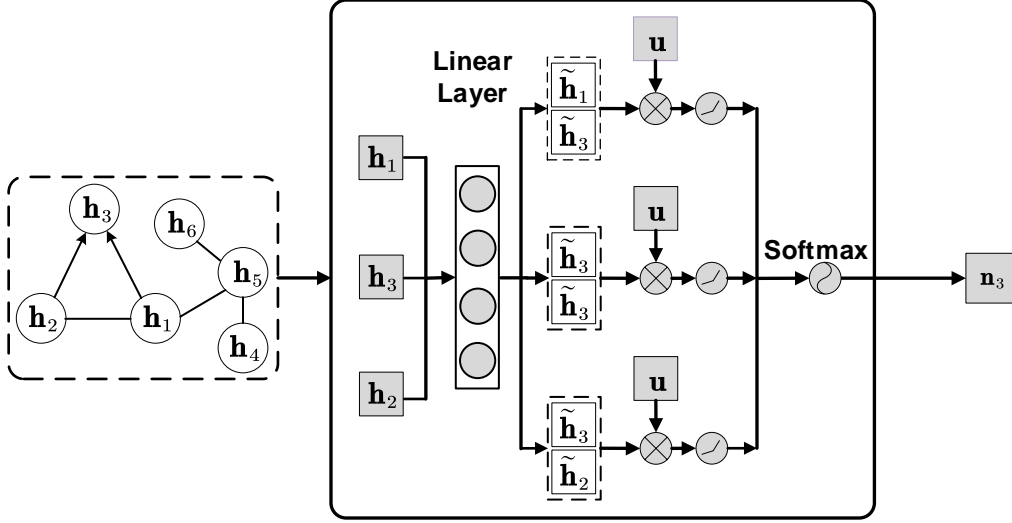 h₃
h₆
h₅
h₂
h₁
h₄
h₁
h₃
h₂
Linear
Layer
h̃₁
h̃₃
u
h̃₃
h̃₃
u
h̃₃
h̃₂
u
Softmax
n₃